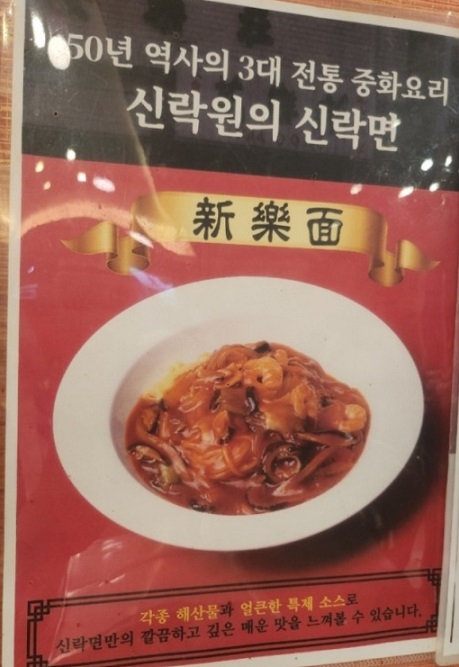 50년 역사의 3대 전통 중화요리
신락원의 신락면
新樂面
각종 해산물과 얼큰한 특제 소스로
신락면만의 깔끔하고 깊은 매운 맛을 느껴볼 수 있습니다.